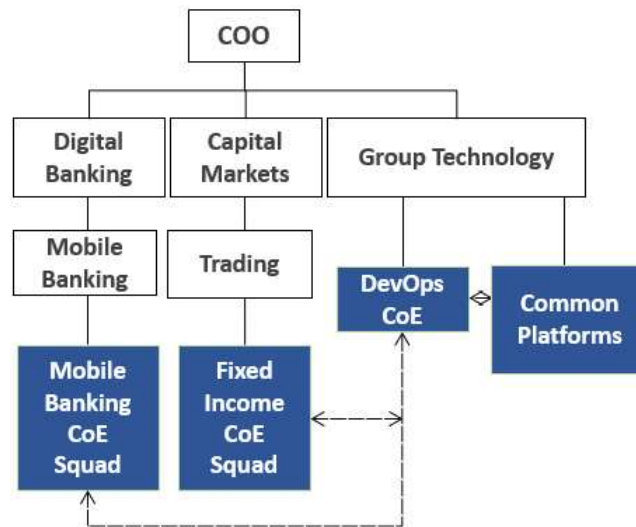 COO
Digital
Banking
Capital
Markets
Group Technology
Mobile
Banking
Trading
DevOps
CoE
Common
Platforms
Mobile
Banking
CoE
Squad
Fixed
Income
CoE
Squad